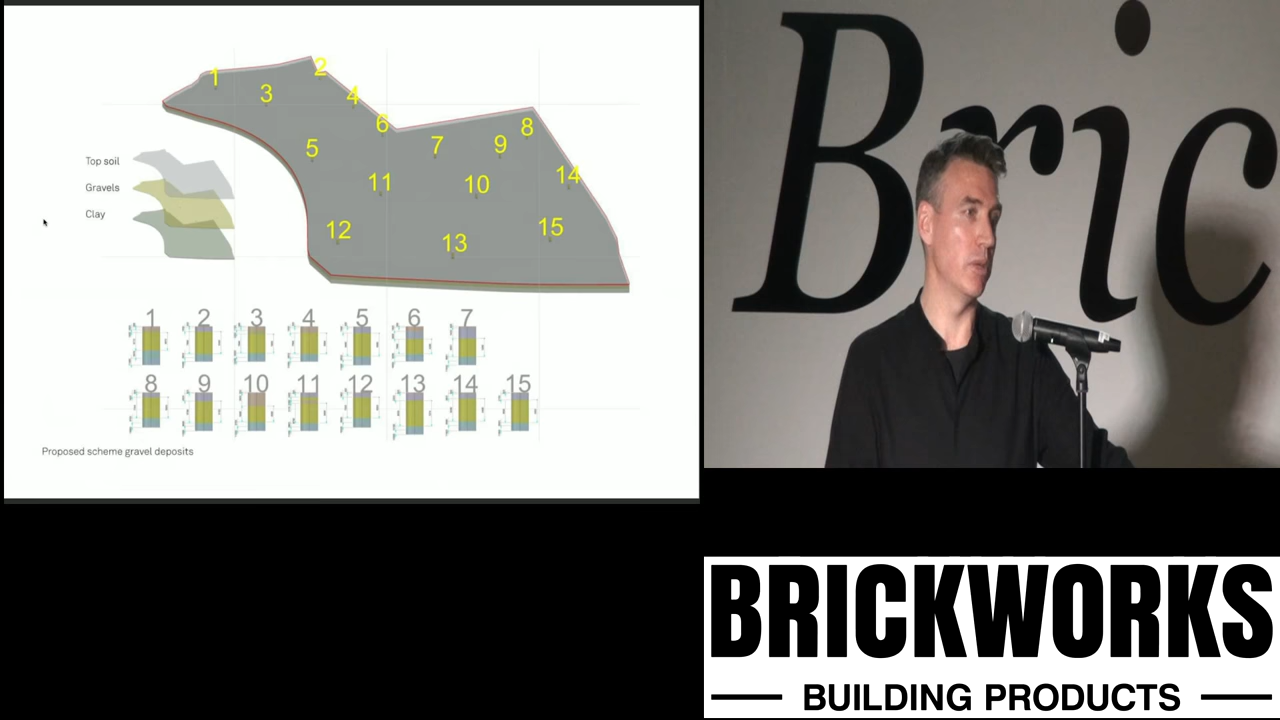 1
2
3
4
6
8
5
7
9
14
11
10
12
15
13
Top soil
Gravels
Clay
1 2 3 4 5 6 7
8 9 10 11 12 13 14 15
Proposed scheme gravel deposits
Bric
BRICKWORKS
BUILDING PRODUCTS